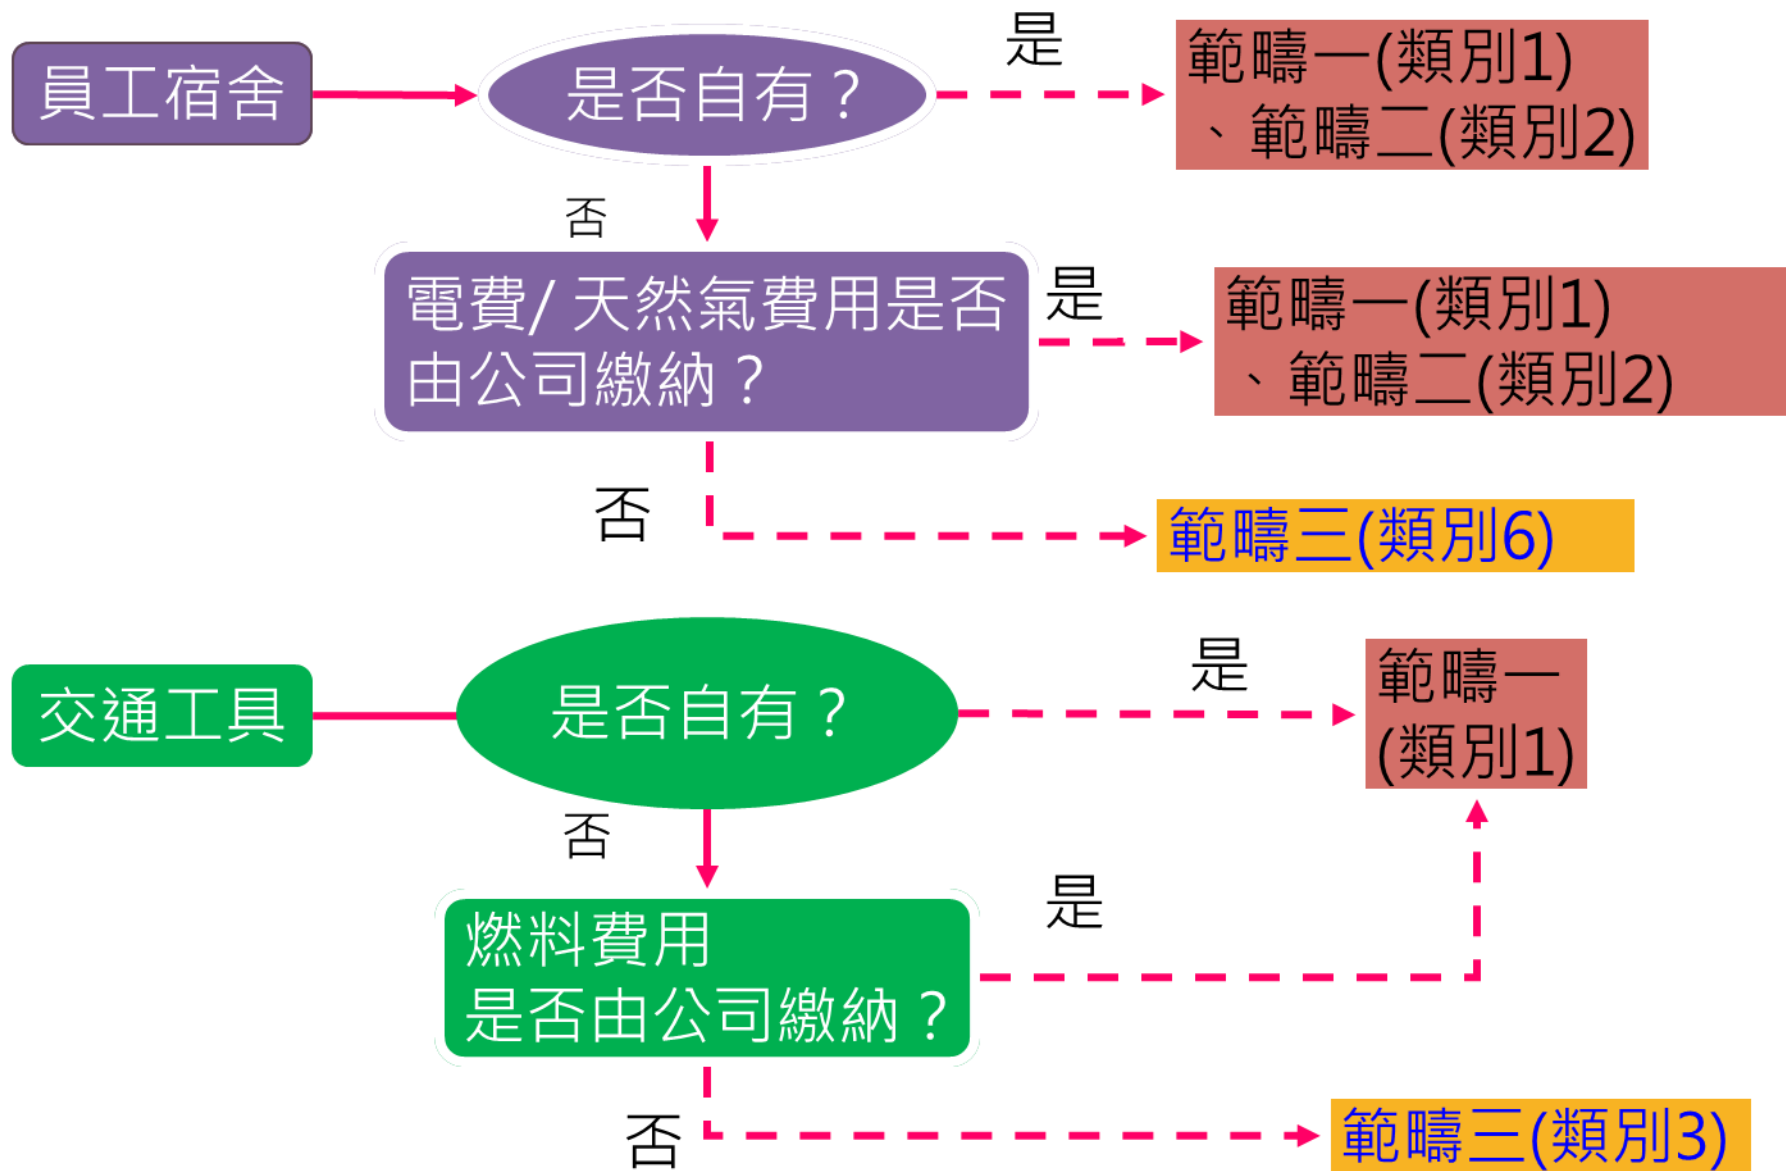 員工宿舍
是否自有？
是
範疇一(類別1)
、範疇二(類別2)
否
電費/ 天然氣費用是否
由公司繳納？
是
範疇一(類別1)
、範疇二(類別2)
否
範疇三(類別6)
交通工具
是否自有？
是
範疇一
(類別1)
否
燃料費用
是否由公司繳納？
是
否
範疇三(類別3)